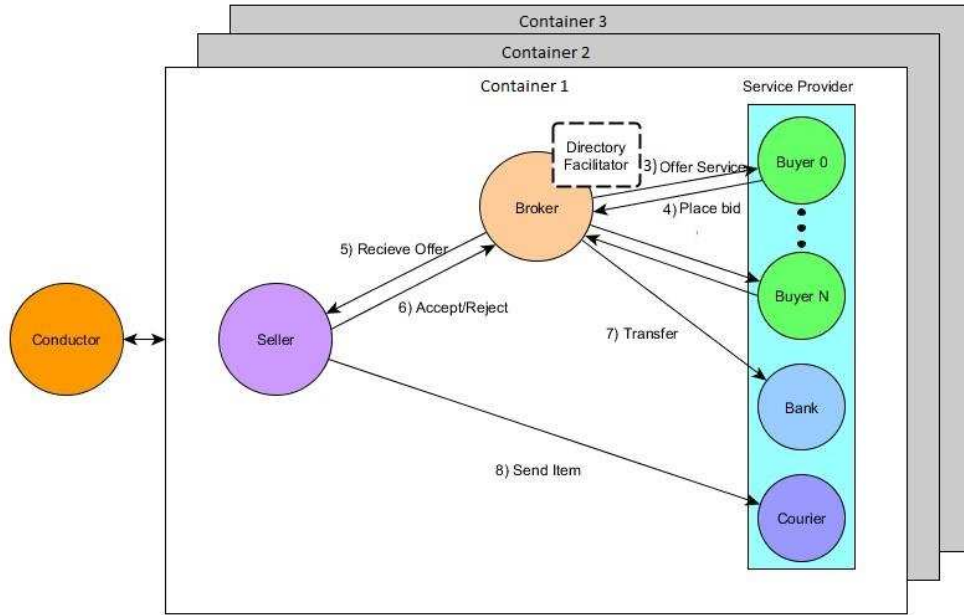 Container 3
Container 2
Container 1
Service Provider
Directory
Facilitator
3) Offer Service
Buyer 0
Broker
4) Place bid
5) Recieve Offer
6) Accept/Reject
Buyer N
Conductor
Seller
7) Transfer
Bank
8) Send Item
Courier